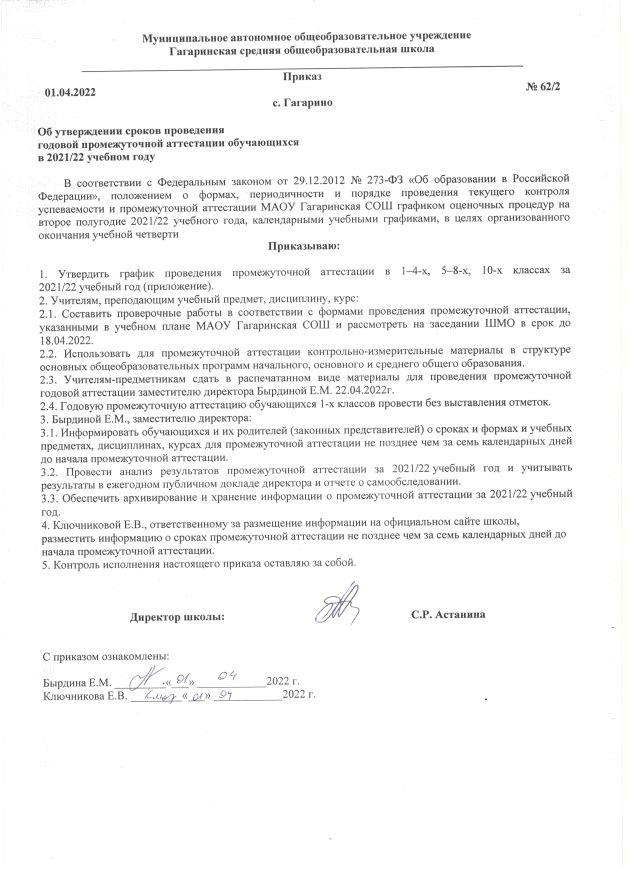 Муниципальное автономное общеобразовательное учреждение
Гагаринская средняя общеобразовательная школа
Приказ
01.04.2022
№ 62/2
с. Гагарино
Об утверждении сроков проведения
годовой промежуточной аттестации обучающихся
в 2021/22 учебном году
В соответствии с Федеральным законом от 29.12.2012 № 273-ФЗ «Об образовании в Российской
Федерации», положением о формах, периодичности и порядке проведения текущего контроля
успеваемости и промежуточной аттестации МАОУ Гагаринская СОШ графиком оценочных процедур на
второе полугодие 2021/22 учебного года, календарными учебными графиками, в целях организованного
окончания учебной четверти
Приказываю:
1. Утвердить график проведения промежуточной аттестации в 1–4-х, 5–8-х, 10-х классах за
2021/22 учебный год (приложение).
2. Учителям, преподающим учебный предмет, дисциплину, курс:
2.1. Составить проверочные работы в соответствии с формами проведения промежуточной аттестации,
указанными в учебном плане МАОУ Гагаринская СОШ и рассмотреть на заседании ШМО в срок до
18.04.2022.
2.2. Использовать для промежуточной аттестации контрольно-измерительные материалы в структуре
основных общеобразовательных программ начального, основного и среднего общего образования.
2.3. Учителям-предметникам сдать в распечатанном виде материалы для проведения промежуточной
годовой аттестации заместителю директора Бырдиной Е.М. 22.04.2022г.
2.4. Годовую промежуточную аттестацию обучающихся 1-х классов провести без выставления отметок.
3. Бырдиной Е.М., заместителю директора:
3.1. Информировать обучающихся и их родителей (законных представителей) о сроках и формах и учебных
предметах, дисциплинах, курсах для промежуточной аттестации не позднее чем за семь календарных дней
до начала промежуточной аттестации.
3.2. Провести анализ результатов промежуточной аттестации за 2021/22 учебный год и учитывать
результаты в ежегодном публичном докладе директора и отчете о самообследовании.
3.3. Обеспечить архивирование и хранение информации о промежуточной аттестации за 2021/22 учебный
год.
4. Ключниковой Е.В., ответственному за размещение информации на официальном сайте школы,
разместить информацию о сроках промежуточной аттестации не позднее чем за семь календарных дней до
начала промежуточной аттестации.
5. Контроль исполнения настоящего приказа оставляю за собой.
Директор школы: С.Р. Астанина
С приказом ознакомлены:
Бырдина Е.М. «01» 04 2022 г.
Ключникова Е.В. Ключ «01» 04 2022 г.